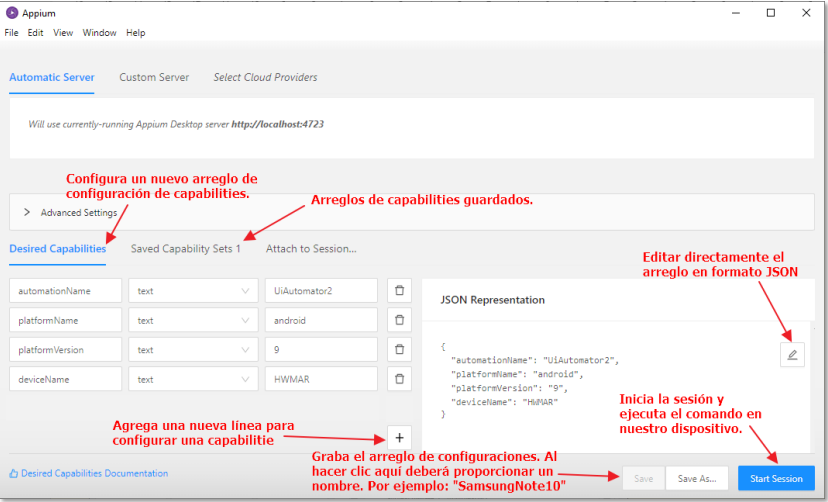 Appium
File Edit View Window Help
Automatic Server Custom Server Select Cloud Providers
Will use currently-running Appium Desktop server http://localhost:4723
Configura un nuevo arreglo de
configuración de capabilities.
Arreglos de capabilities guardados.
> Advanced Settings
Desired Capabilities Saved Capability Sets 1 Attach to Session...
Editar directamente el
arreglo en formato JSON
automationName text UiAutomator2
platformName text android
platformVersion text 9
deviceName text HWMAR
JSON Representation
{
"automationName": "UiAutomator2",
"platformName": "android",
"platformVersion": "9",
"deviceName": "HWMAR"
}
Inicia la sesión y
ejecuta el comando en
nuestro dispositivo.
Agrega una nueva línea para
configurar una capabilitie
+
Graba el arreglo de configuraciones. Al
hacer clic aquí deberá proporcionar un
nombre. Por ejemplo: "SamsungNote10"
Desired Capabilities Documentation
Save Save As... Start Session